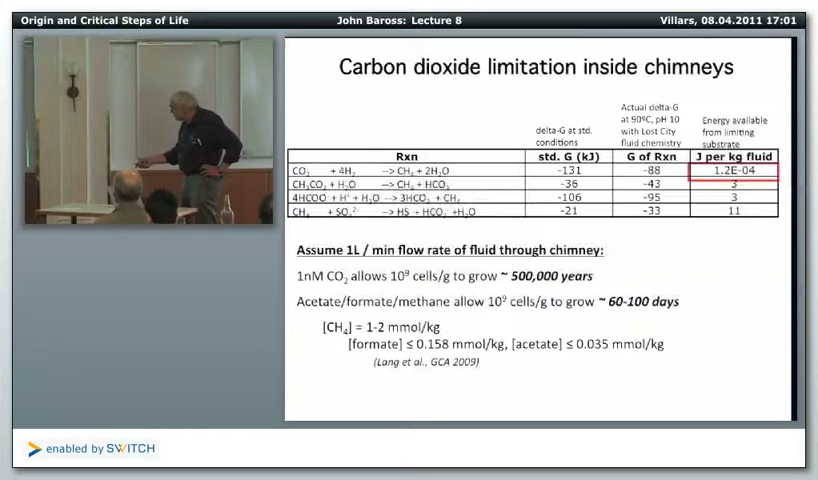 Origin and Critical Steps of Life
John Baross: Lecture 8
Villars, 08.04.2011 17:01
Carbon dioxide limitation inside chimneys
delta-G at std. conditions
Actual delta-G at 90ºC, pH 10 with Lost City fluid chemistry
Energy available from limiting substrate
Rxn std. G (kJ) G of Rxn J per kg fluid
CO₂ + 4H₂ --> CH₄ + 2H₂O -131 -88 1.2E-04
CH₃CO₂⁻ + H₂O --> CH₄ + HCO₃⁻ -36 -43 3
4HCOO⁻ + H⁺ + H₂O --> 3HCO₃⁻ + CH₄ -106 -95 3
CH₄ + SO₄²⁻ --> HS⁻ + HCO₃⁻ +H₂O -21 -33 11
Assume 1L / min flow rate of fluid through chimney:
1nM CO₂ allows 10⁹ cells/g to grow ~ 500,000 years
Acetate/formate/methane allow 10⁹ cells/g to grow ~ 60-100 days
[CH₄] = 1-2 mmol/kg
[formate] ≤ 0.158 mmol/kg, [acetate] ≤ 0.035 mmol/kg
(Lang et al., GCA 2009)
enabled by SWITCH